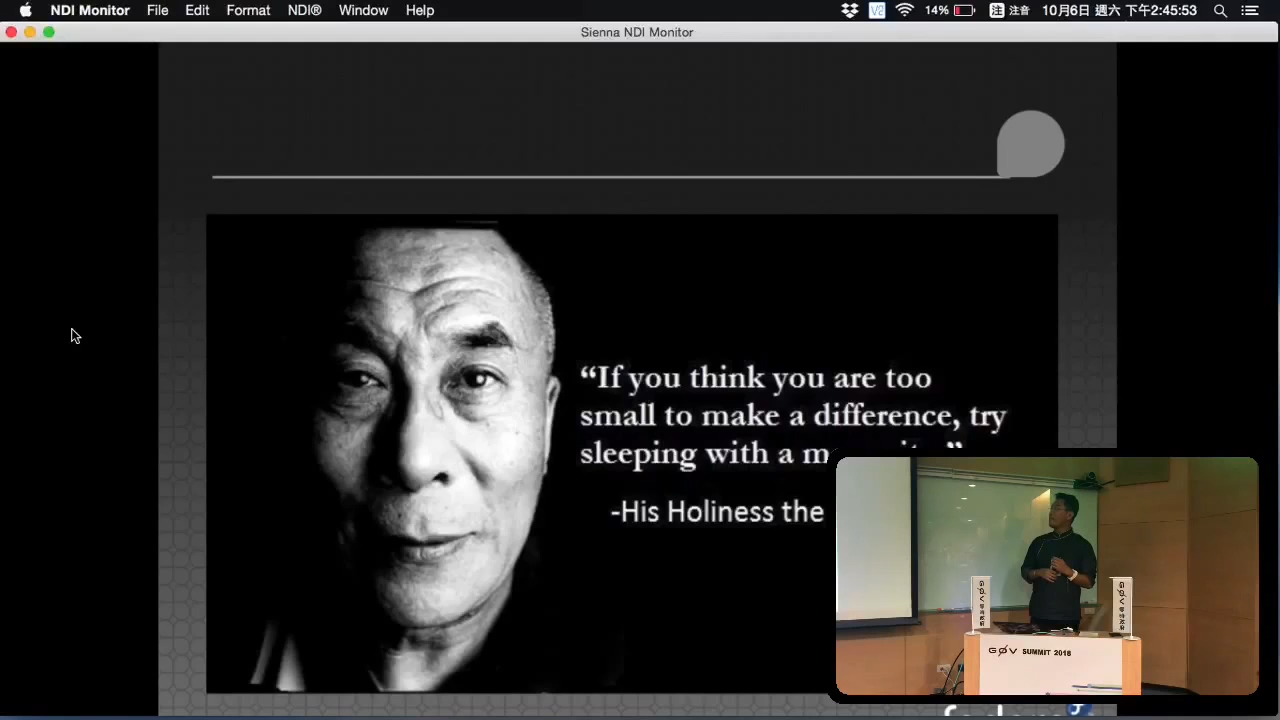 NDI Monitor File Edit Format NDI® Window Help 14% 注 注音 10月6日 週六 下午2:45:53
Sienna NDI Monitor
“If you think you are too
small to make a difference, try
sleeping with a
-His Holiness the
GØV SUMMIT 2018